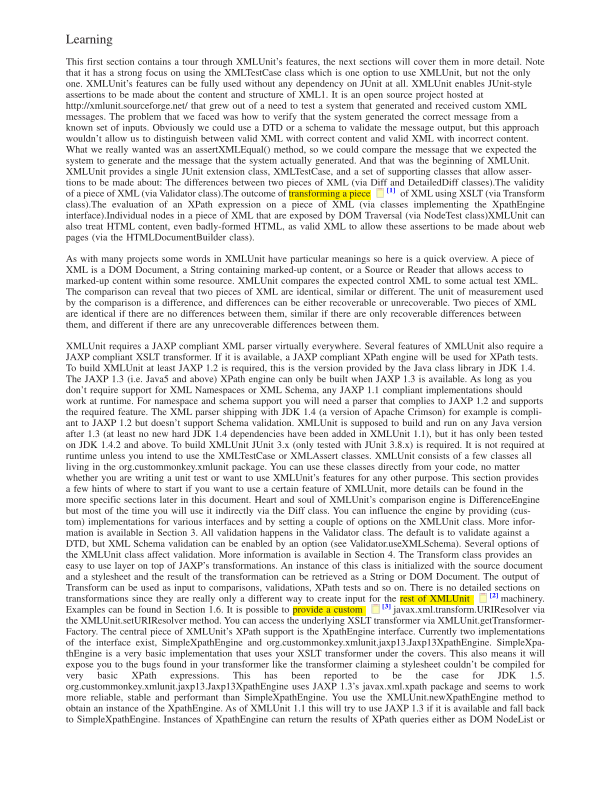 Learning
This first section contains a tour through XMLUnit's features, the next sections will cover them in more detail. Note
that it has a strong focus on using the XMLTestCase class which is one option to use XMLUnit, but not the only
one. XMLUnit's features can be fully used without any dependency on JUnit at all. XMLUnit enables JUnit-style
assertions to be made about the content and structure of XML1. It is an open source project hosted at
http://xmlunit.sourceforge.net/ that grew out of a need to test a system that generated and received custom XML
messages. The problem that we faced was how to verify that the system generated the correct message from a
known set of inputs. Obviously we could use a DTD or a schema to validate the message output, but this approach
wouldn't allow us to distinguish between valid XML with correct content and valid XML with incorrect content.
What we really wanted was an assertXMLEqual() method, so we could compare the message that we expected the
system to generate and the message that the system actually generated. And that was the beginning of XMLUnit.
XMLUnit provides a single JUnit extension class, XMLTestCase, and a set of supporting classes that allow asser-
tions to be made about: The differences between two pieces of XML (via Diff and DetailedDiff classes).The validity
of a piece of XML (via Validator class).The outcome of transforming a piece [1] of XML using XSLT (via Transform
class).The evaluation of an XPath expression on a piece of XML (via classes implementing the XpathEngine
interface).Individual nodes in a piece of XML that are exposed by DOM Traversal (via NodeTest class)XMLUnit can
also treat HTML content, even badly-formed HTML, as valid XML to allow these assertions to be made about web
pages (via the HTMLDocumentBuilder class).
As with many projects some words in XMLUnit have particular meanings so here is a quick overview. A piece of
XML is a DOM Document, a String containing marked-up content, or a Source or Reader that allows access to
marked-up content within some resource. XMLUnit compares the expected control XML to some actual test XML.
The comparison can reveal that two pieces of XML are identical, similar or different. The unit of measurement used
by the comparison is a difference, and differences can be either recoverable or unrecoverable. Two pieces of XML
are identical if there are no differences between them, similar if there are only recoverable differences between
them, and different if there are any unrecoverable differences between them.
XMLUnit requires a JAXP compliant XML parser virtually everywhere. Several features of XMLUnit also require a
JAXP compliant XSLT transformer. If it is available, a JAXP compliant XPath engine will be used for XPath tests.
To build XMLUnit at least JAXP 1.2 is required, this is the version provided by the Java class library in JDK 1.4.
The JAXP 1.3 (i.e. Java5 and above) XPath engine can only be built when JAXP 1.3 is available. As long as you
don't require support for XML Namespaces or XML Schema, any JAXP 1.1 compliant implementations should
work at runtime. For namespace and schema support you will need a parser that complies to JAXP 1.2 and supports
the required feature. The XML parser shipping with JDK 1.4 (a version of Apache Crimson) for example is compli-
ant to JAXP 1.2 but doesn't support Schema validation. XMLUnit is supposed to build and run on any Java version
after 1.3 (at least no new hard JDK 1.4 dependencies have been added in XMLUnit 1.1), but it has only been tested
on JDK 1.4.2 and above. To build XMLUnit JUnit 3.x (only tested with JUnit 3.8.x) is required. It is not required at
runtime unless you intend to use the XMLTestCase or XMLAssert classes. XMLUnit consists of a few classes all
living in the org.custommonkey.xmlunit package. You can use these classes directly from your code, no matter
whether you are writing a unit test or want to use XMLUnit's features for any other purpose. This section provides
a few hints of where to start if you want to use a certain feature of XMLUnit, more details can be found in the
more specific sections later in this document. Heart and soul of XMLUnit's comparison engine is DifferenceEngine
but most of the time you will use it indirectly via the Diff class. You can influence the engine by providing (cus-
tom) implementations for various interfaces and by setting a couple of options on the XMLUnit class. More infor-
mation is available in Section 3. All validation happens in the Validator class. The default is to validate against a
DTD, but XML Schema validation can be enabled by an option (see Validator.useXMLSchema). Several options of
the XMLUnit class affect validation. More information is available in Section 4. The Transform class provides an
easy to use layer on top of JAXP's transformations. An instance of this class is initialized with the source document
and a stylesheet and the result of the transformation can be retrieved as a String or DOM Document. The output of
Transform can be used as input to comparisons, validations, XPath tests and so on. There is no detailed sections on
transformations since they are really only a different way to create input for the rest of XMLUnit [2] machinery.
Examples can be found in Section 1.6. It is possible to provide a custom [3] javax.xml.transform.URIResolver via
the XMLUnit.setURIResolver method. You can access the underlying XSLT transformer via XMLUnit.getTransformer-
Factory. The central piece of XMLUnit's XPath support is the XpathEngine interface. Currently two implementations
of the interface exist, SimpleXpathEngine and org.custommonkey.xmlunit.jaxp13.Jaxp13XpathEngine. SimpleXpa-
thEngine is a very basic implementation that uses your XSLT transformer under the covers. This also means it will
expose you to the bugs found in your transformer like the transformer claiming a stylesheet couldn't be compiled for
very basic XPath expressions. This has been reported to be the case for JDK 1.5.
org.custommonkey.xmlunit.jaxp13.Jaxp13XpathEngine uses JAXP 1.3's javax.xml.xpath package and seems to work
more reliable, stable and performant than SimpleXpathEngine. You use the XMLUnit.newXpathEngine method to
obtain an instance of the XpathEngine. As of XMLUnit 1.1 this will try to use JAXP 1.3 if it is available and fall back
to SimpleXpathEngine. Instances of XpathEngine can return the results of XPath queries either as DOM NodeList or